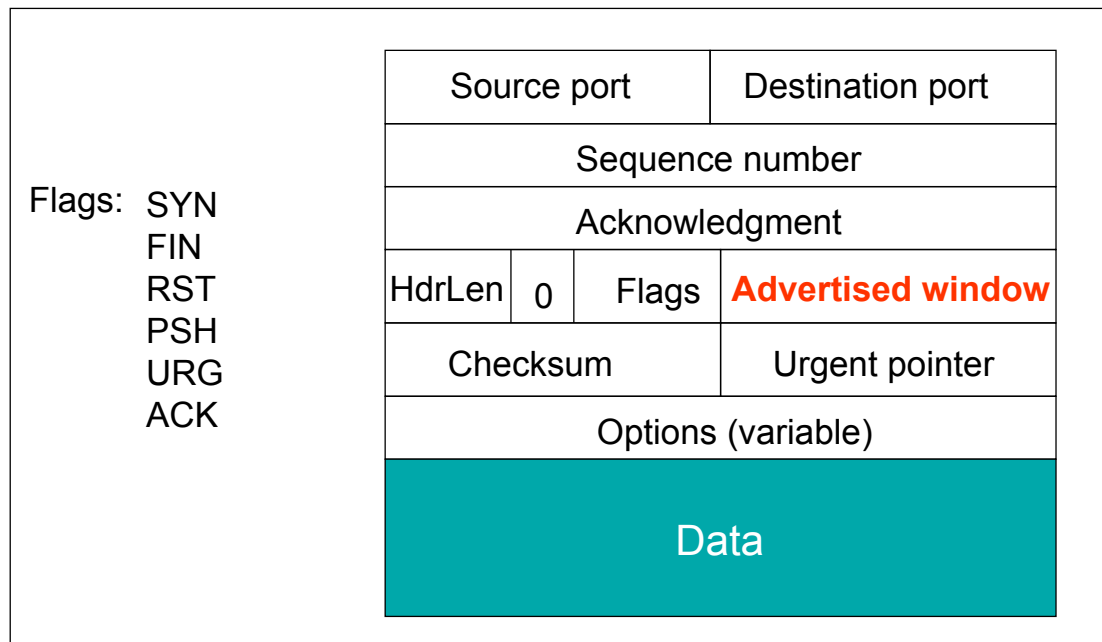 Source port
Destination port
Sequence number
Flags:
SYN
FIN
RST
PSH
URG
ACK
Acknowledgment
HdrLen
0
Flags
Advertised window
Checksum
Urgent pointer
Options (variable)
Data